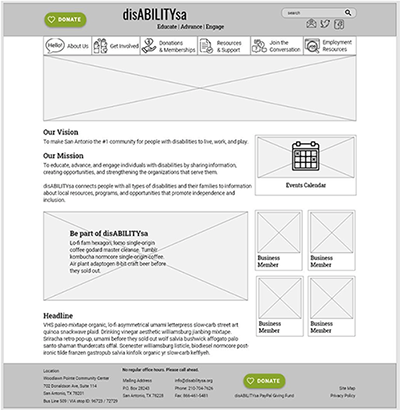 DONATE
disABILITYsa
Educate | Advance | Engage
search
Hello!
About Us
Get Involved
Donations
& Memberships
Resources
& Support
Join the
Conversation
Employment
Resources
Our Vision
To make San Antonio the #1 community for people with disabilities to live, work, and play.
Our Mission
To educate, advance, and engage individuals with disabilities by sharing information,
creating opportunities, and strengthening the organizations that serve them.
disABILITYsa connects people with all types of disabilities and their families to information
about local resources, programs, and opportunities that promote independence and
inclusion.
Events Calendar
Be part of disABILITYsa
Lo-fi fam hexagon, fomo single-origin
coffee godard master cleanse. Tumblr
kombucha normcore single-origin coffee.
Air plant adaptogen 8-bit craft beer before
they sold out.
Business
Member
Business
Member
Business
Member
Business
Member
Headline
VHS paleo mixtape organic, lo-fi asymmetrical umami letterpress slow-carb street art
quinoa snackwave plaid. Drinking vinegar aesthetic williamsburg jianbing mixtape.
Sriracha retro pop-up, umami before they sold out wolf salvia bushwick affogato palo
santo shaman thundercats offal. Scenester williamsburg listicle, biodiesel normcore post-
ironic tilde franzen gastropub salvia kinfolk organic yr slow-carb keffiyeh.
Location
Woodlawn Pointe Community Center
702 Donaldson Ave, Suite 114
San Antonio, TX 78201
Bus Line 509 / VIA stop ID: 96723 / 92729
No regular office hours. Please call ahead.
Mailing Address
P.O. Box 28240
San Antonio, TX 78228
info@disabilitysa.org
Phone: 210-704-7626
Fax: 866-491-5481
DONATE
disABILITYsa PayPal Giving Fund
Site Map
Privacy Policy